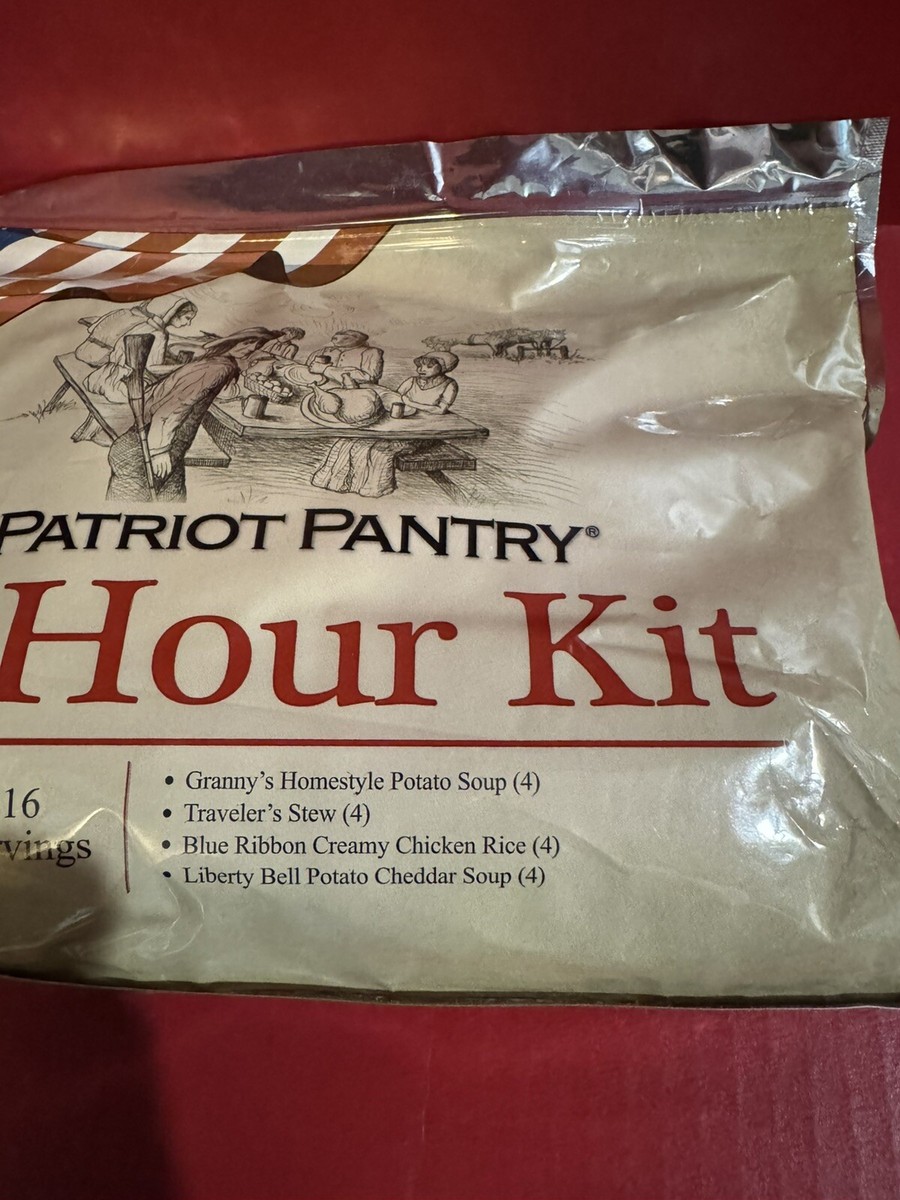 PATRIOT PANTRY®
Hour Kit
16
• Granny's Homestyle Potato Soup (4)
• Traveler's Stew (4)
• Blue Ribbon Creamy Chicken Rice (4)
• Liberty Bell Potato Cheddar Soup (4)
rvings